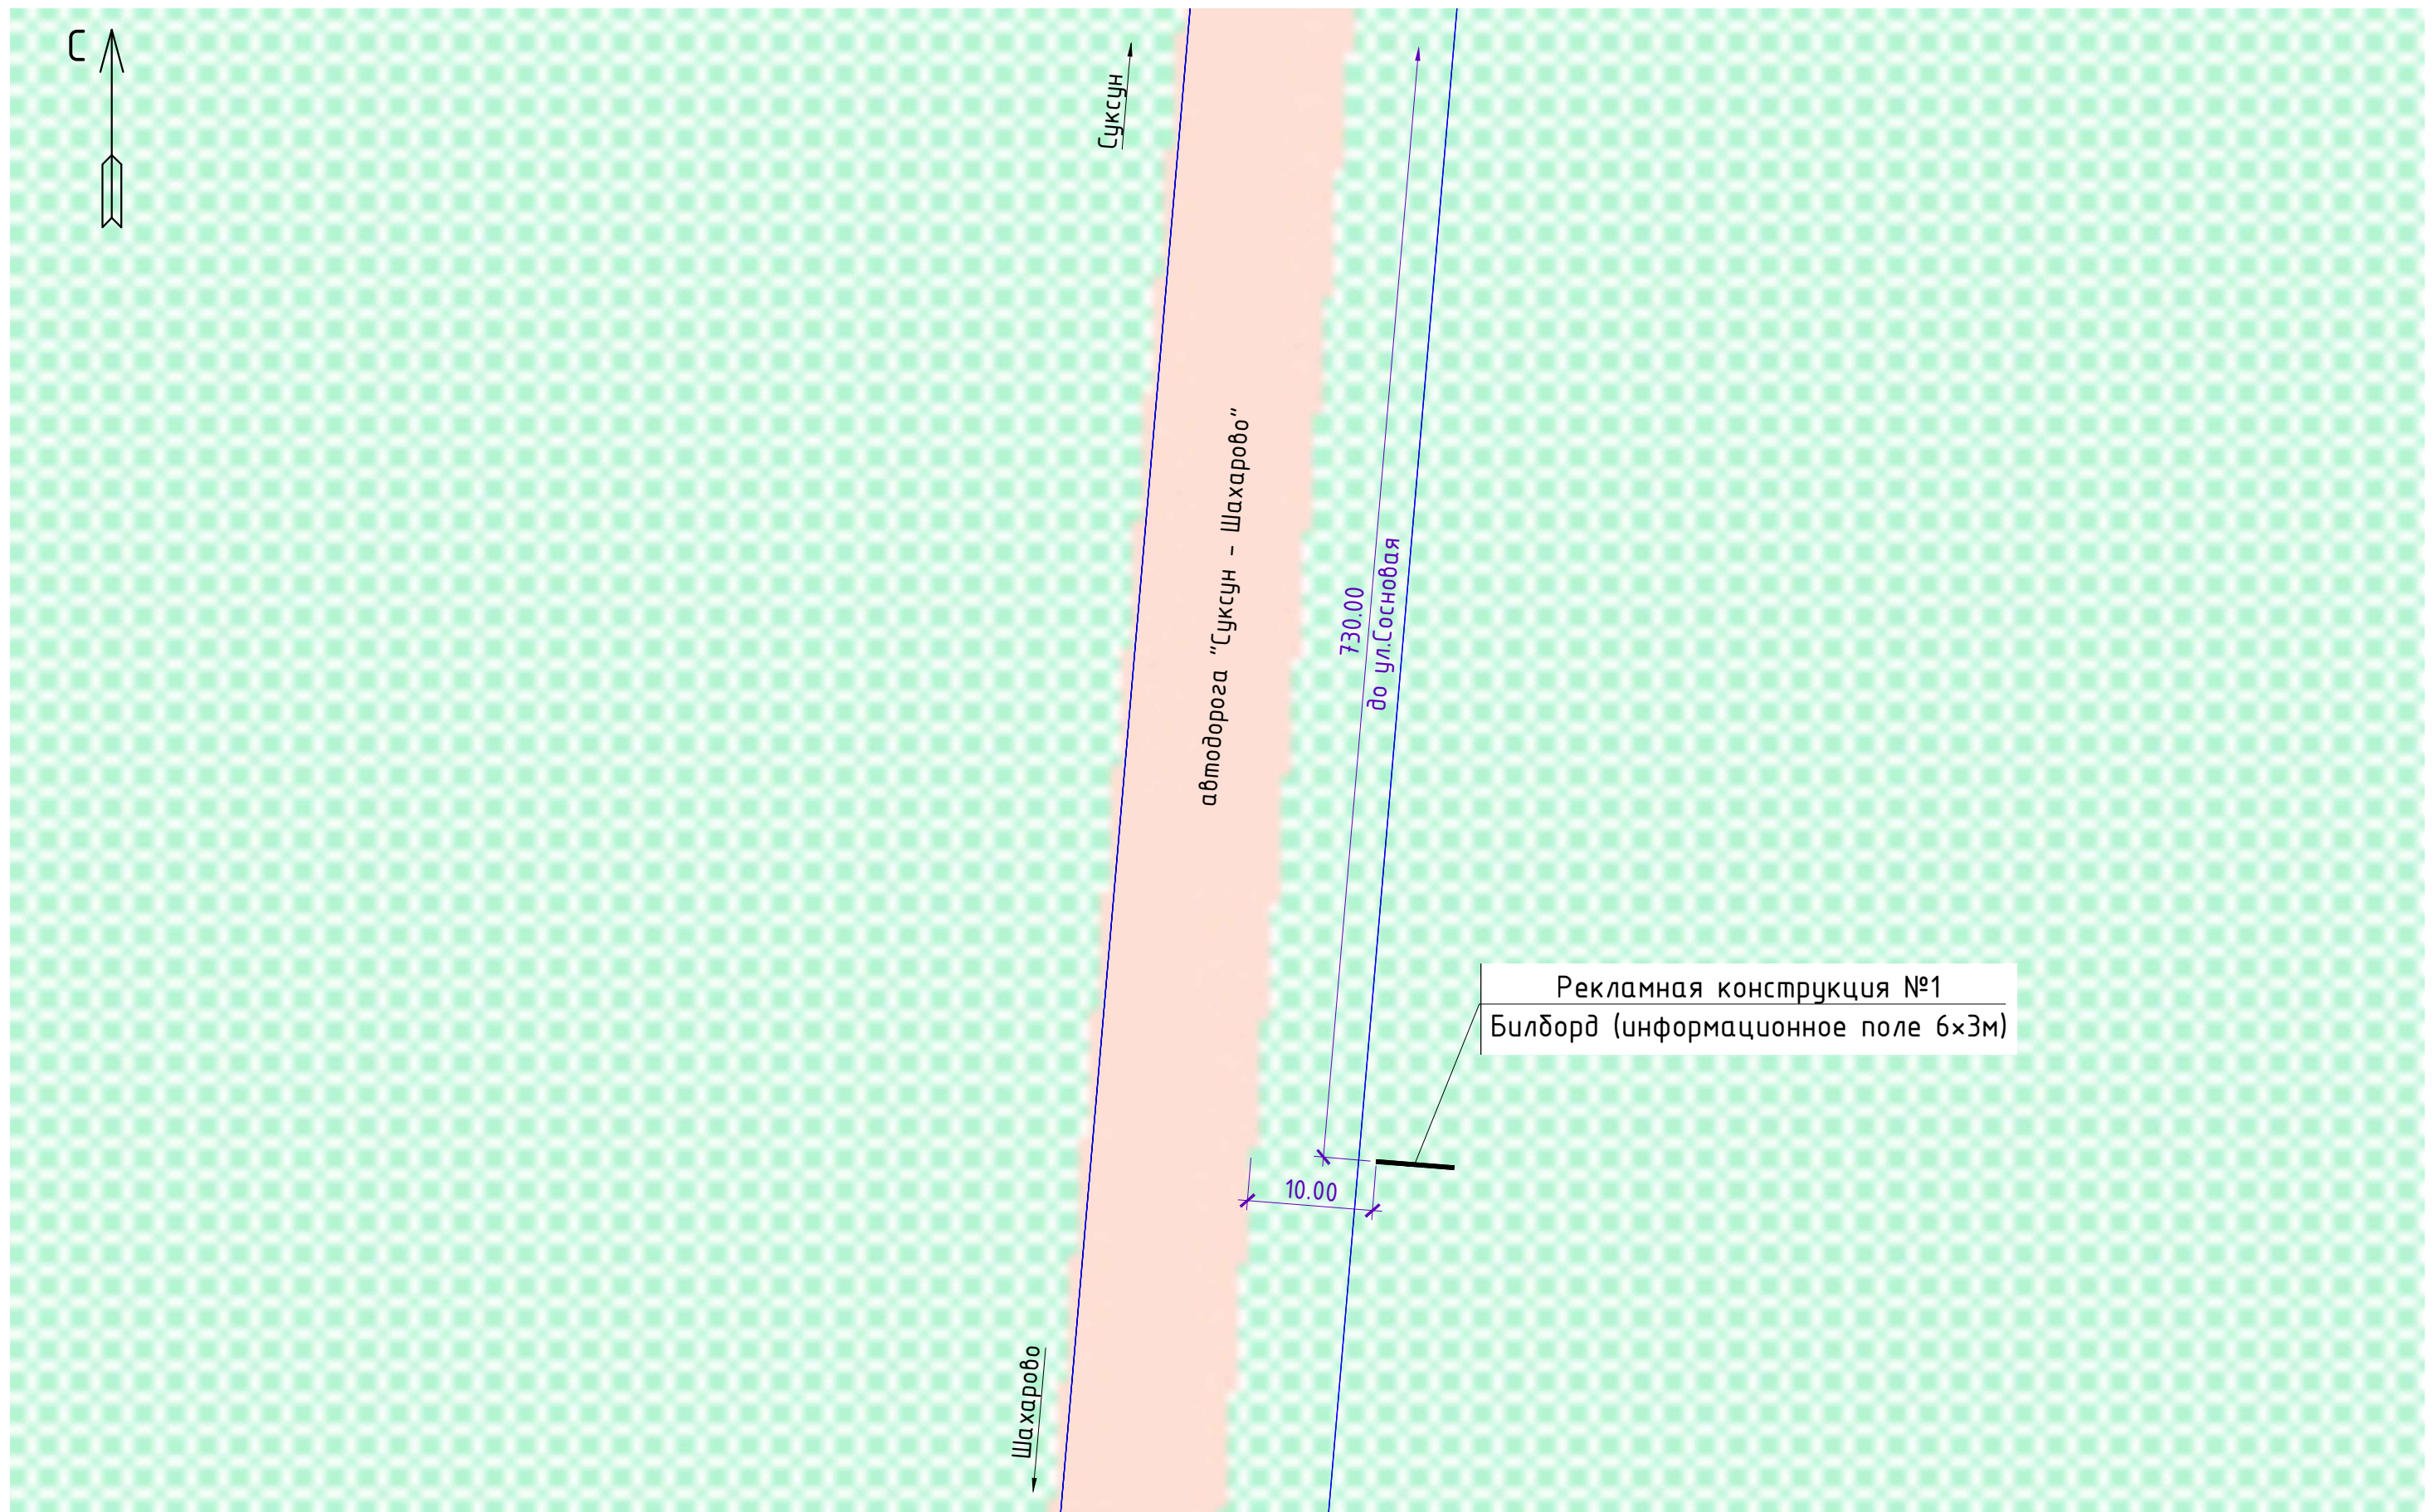 С
Суксун
автодорога "Суксун - Шахарово"
730.00
до ул.Сосновая
Рекламная конструкция №1
Билборд (информационное поле 6×3м)
10.00
Шахарово